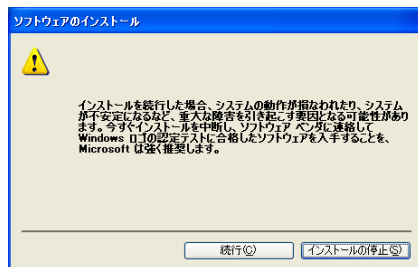 ソフトウェアのインストール
インストールを続行した場合、システムの動作が損なわれたり、システム
が不安定になるなど、重大な障害を引き起こす要因となる可能性があり
ます。今すぐインストールを中断し、ソフトウェア ベンダに連絡して
Windows ロゴの認定テストに合格したソフトウェアを入手することを、
Microsoft は強く推奨します。
続行(C)
インストールの停止(S)